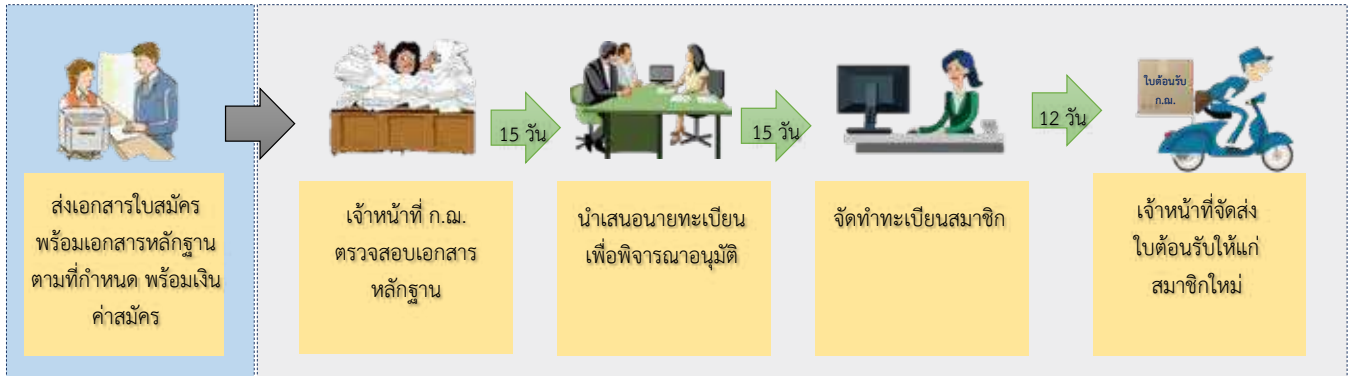 ใบต้อนรับ
ก.ฌ.
15 วัน
15 วัน
12 วัน
ส่งเอกสารใบสมัคร
พร้อมเอกสารหลักฐาน
ตามที่กำหนด พร้อมเงิน
ค่าสมัคร
เจ้าหน้าที่ ก.ฌ.
ตรวจสอบเอกสาร
หลักฐาน
นำเสนอนายทะเบียน
เพื่อพิจารณาอนุมัติ
จัดทำทะเบียนสมาชิก
เจ้าหน้าที่จัดส่ง
ใบต้อนรับให้แก่
สมาชิกใหม่